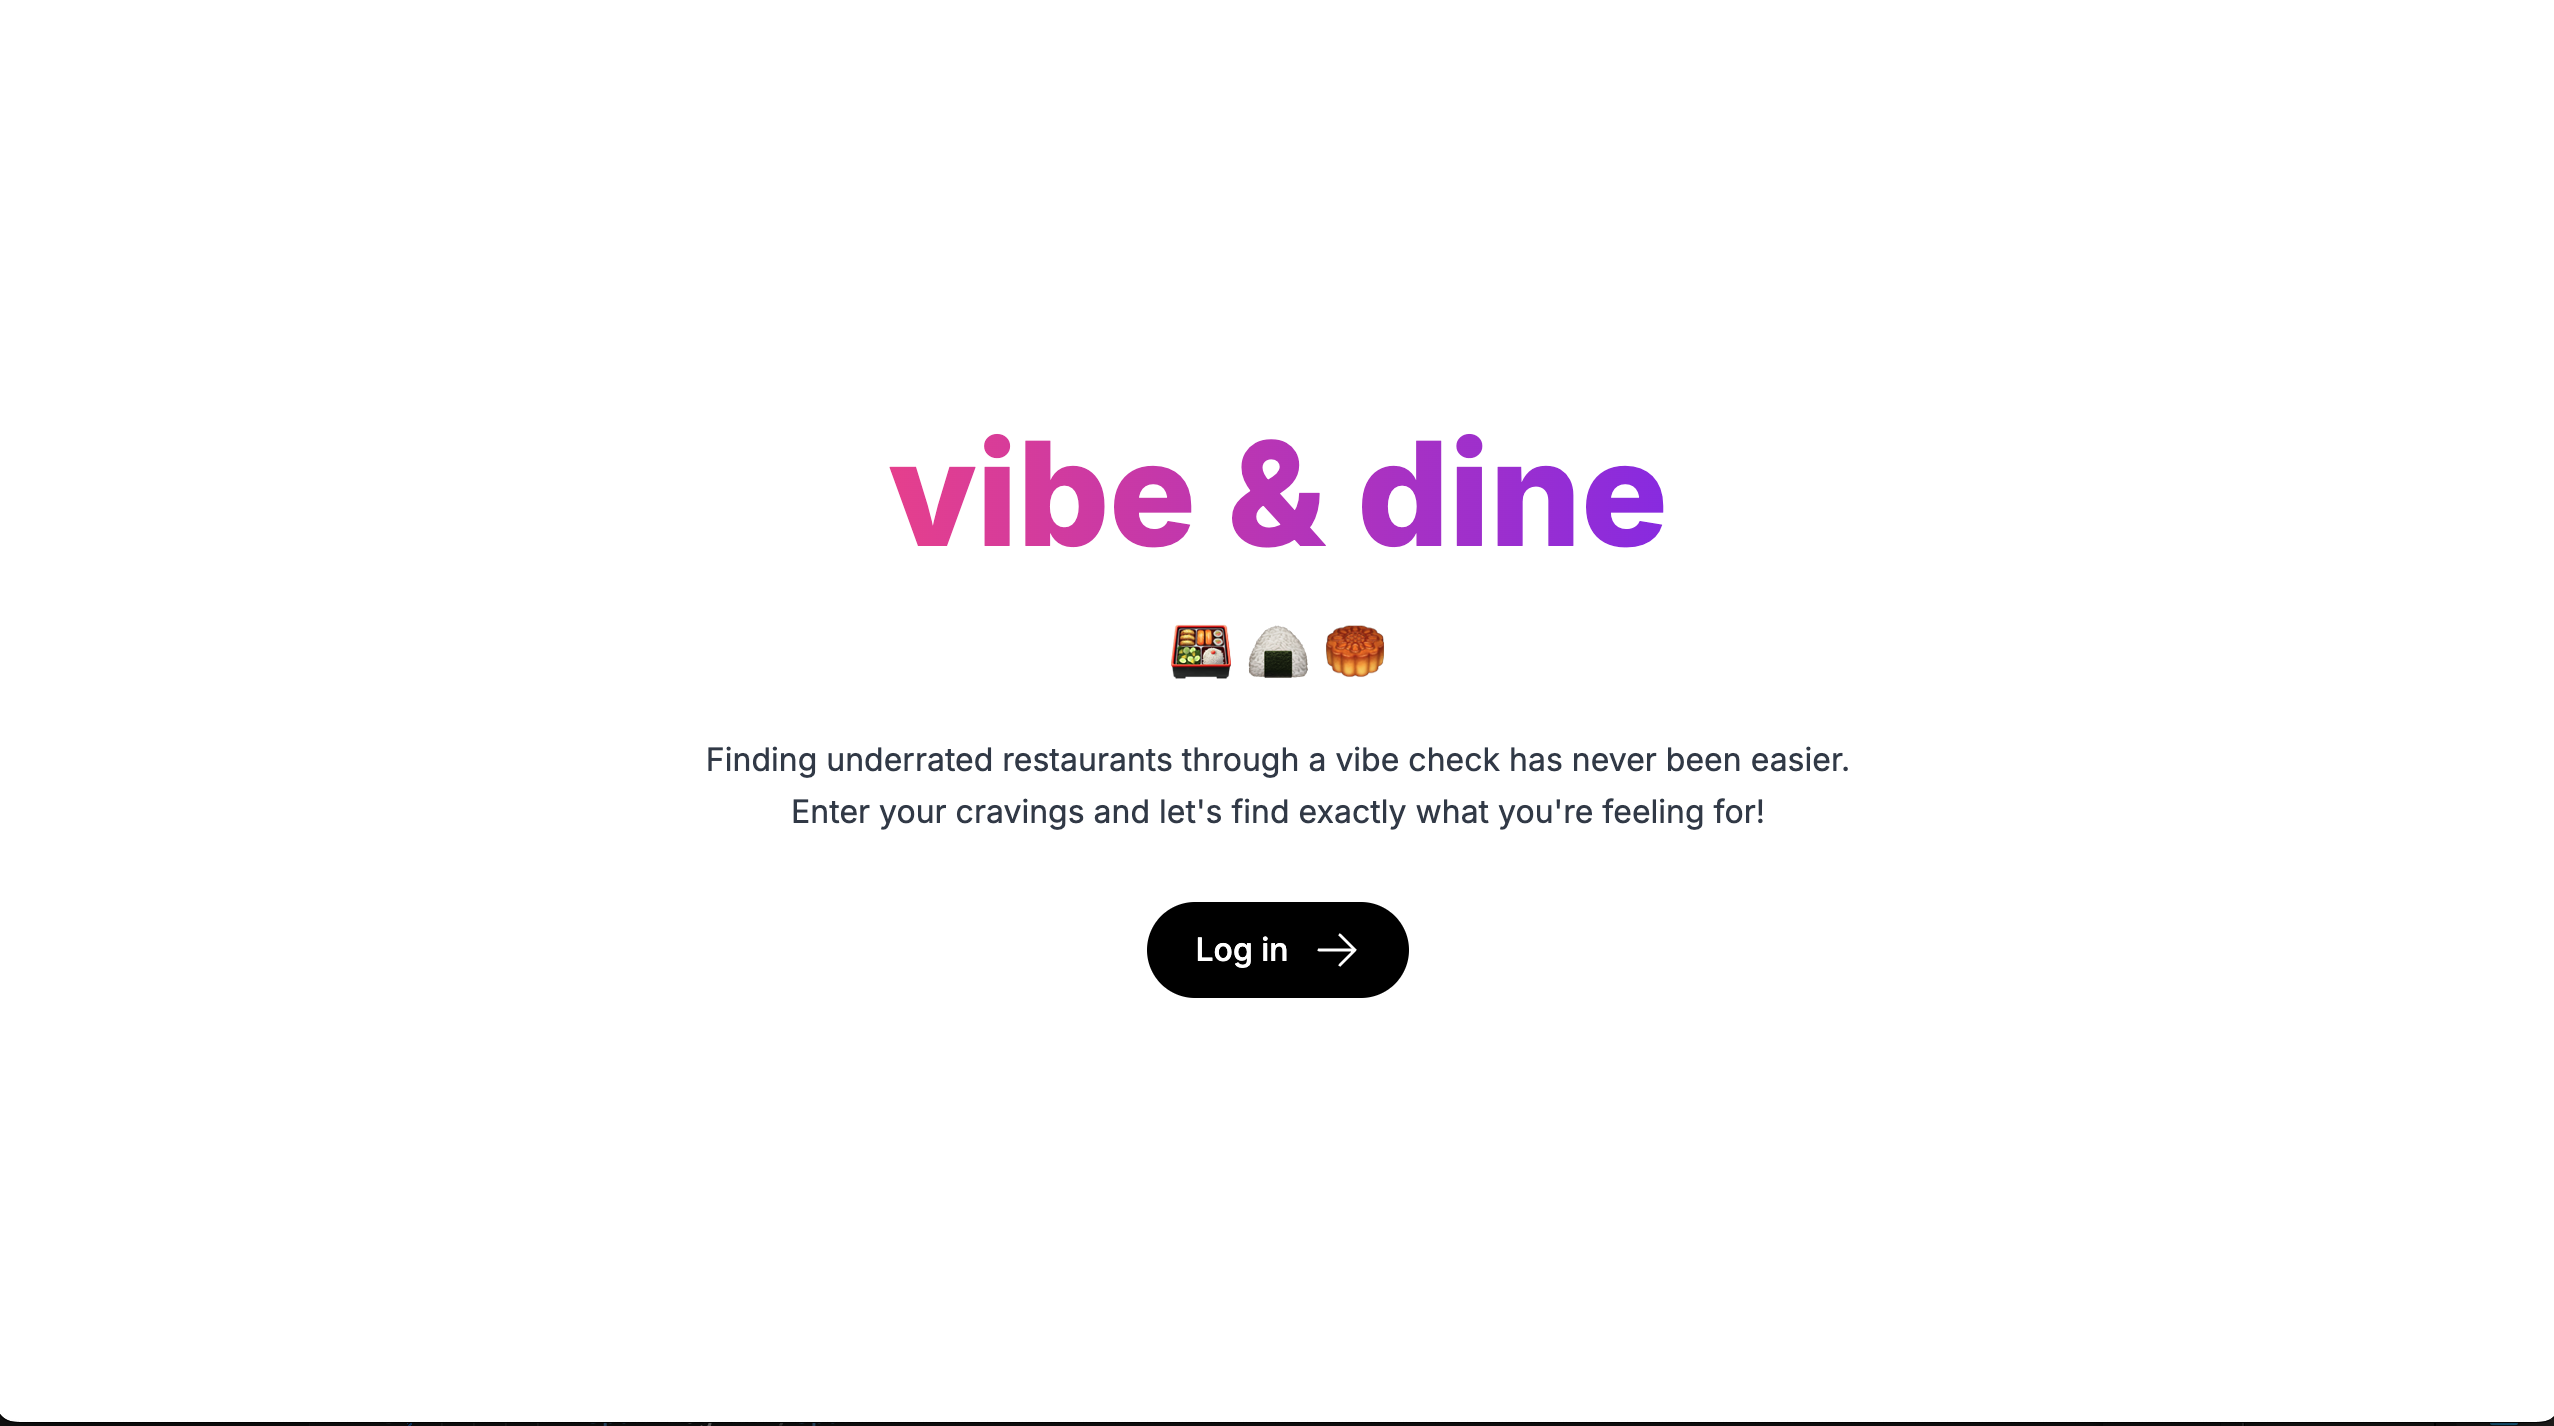 vibe & dine
Finding underrated restaurants through a vibe check has never been easier.
Enter your cravings and let's find exactly what you're feeling for!
Log in